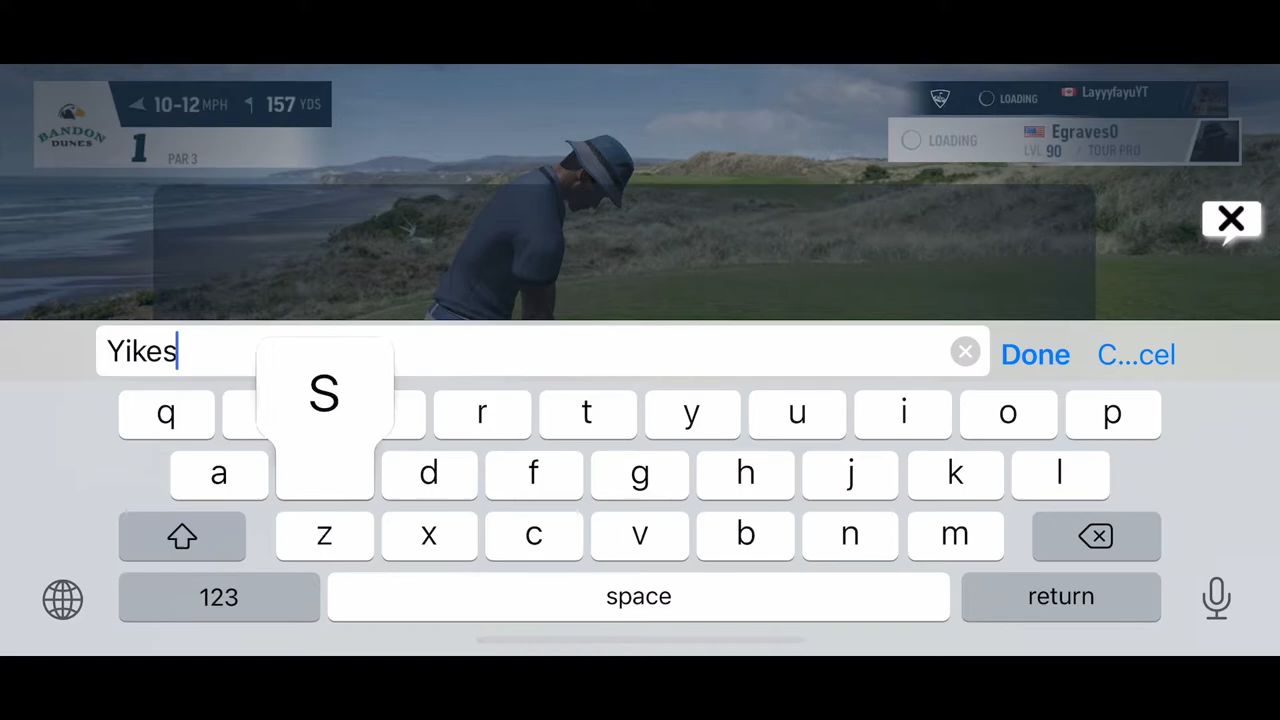 10-12 MPH 157 YDS
BANDON
DUNES
1 PAR 3
LOADING LayyyfayuYT
LOADING Egraves0
LVL 90 / TOUR PRO
Yikes
Done C...cel
S
q r t y u i o p
a d f g h j k l
z x c v b n m
123 space return